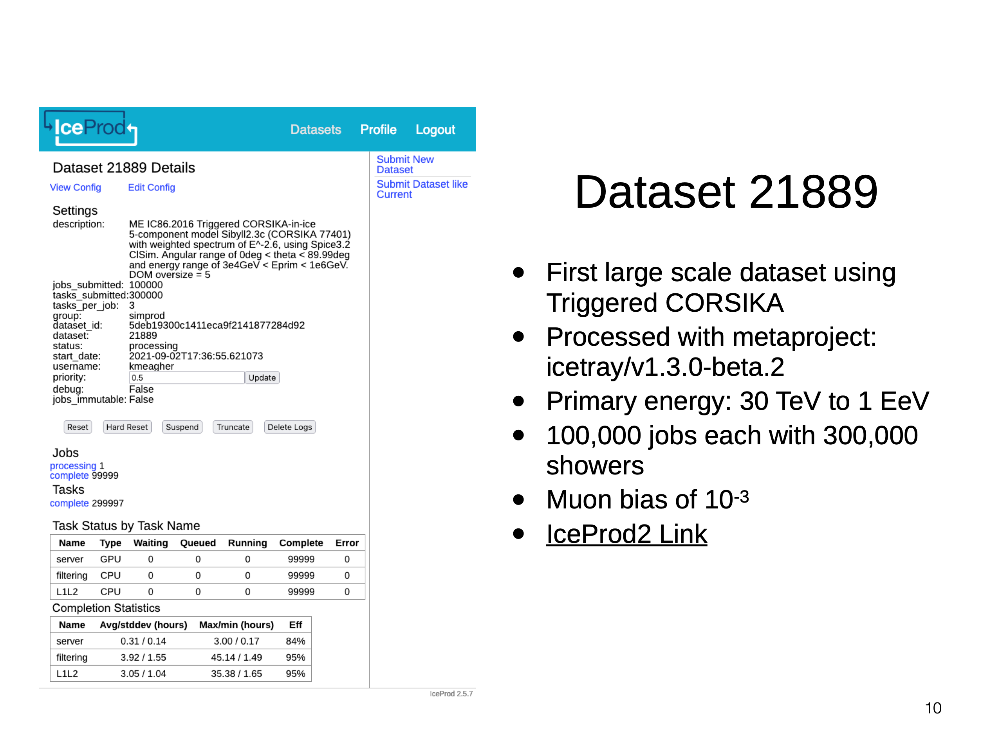 IceProd
Datasets Profile Logout
Dataset 21889 Details
View Config Edit Config
Submit New
Dataset
Submit Dataset like
Current
Settings
description: ME IC86.2016 Triggered CORSIKA-in-ice
5-component model Sibyll2.3c (CORSIKA 77401)
with weighted spectrum of E^-2.6, using Spice3.2
ClSim. Angular range of 0deg < theta < 89.99deg
and energy range of 3e4GeV < Eprim < 1e6GeV.
DOM oversize = 5
jobs_submitted: 100000
tasks_submitted:300000
tasks_per_job: 3
group: simprod
dataset_id: 5deb19300c1411eca9f2141877284d92
dataset: 21889
status: processing
start_date: 2021-09-02T17:36:55.621073
username: kmeagher
priority: 0.5 Update
debug: False
jobs_immutable: False
Reset Hard Reset Suspend Truncate Delete Logs
Jobs
processing 1
complete 99999
Tasks
complete 299997
Task Status by Task Name
Name Type Waiting Queued Running Complete Error
server GPU 0 0 0 99999 0
filtering CPU 0 0 0 99999 0
L1L2 CPU 0 0 0 99999 0
Completion Statistics
Name Avg/stddev (hours) Max/min (hours) Eff
server 0.31 / 0.14 3.00 / 0.17 84%
filtering 3.92 / 1.55 45.14 / 1.49 95%
L1L2 3.05 / 1.04 35.38 / 1.65 95%
IceProd 2.5.7
Dataset 21889
● First large scale dataset using
Triggered CORSIKA
● Processed with metaproject:
icetray/v1.3.0-beta.2
● Primary energy: 30 TeV to 1 EeV
● 100,000 jobs each with 300,000
showers
● Muon bias of 10⁻³
● IceProd2 Link
10